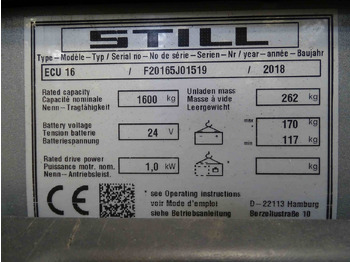 STILL
Type-Modèle-Typ / Serial no-No de série-Serien-Nr / year-année-Baujahr
ECU 16 / F20165J01519 / 2018
Rated capacity
Capacité nominale 1600 kg
Nenn-Tragfähigkeit
Unladen mass
Masse à vide 262 kg
Leergewicht
Battery voltage
Tension batterie 24 V
Batteriespannung
max 170 kg
min 117 kg
Rated drive power
Puissance motr. nom. 1,0 kW
Nenn-Antriebsleist.
kg
CE
* see Operating instructions
voir Mode d'emploi
siehe Betriebsanleitung
D-22113 Hamburg
Berzeliustraße 10